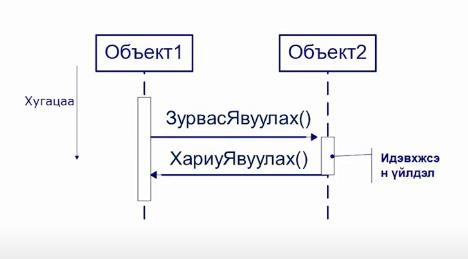 Объект1
Объект2
Хугацаа
ЗурвасЯвуулах()
ХариуЯвуулах()
Идэвхжсэ
н үйлдэл